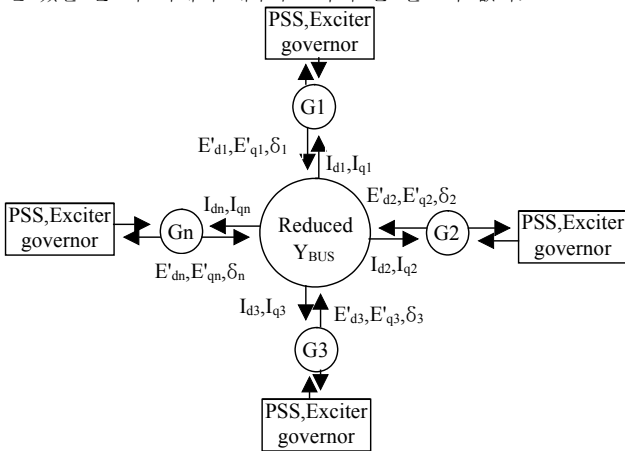 PSS,Exciter
governor
G1
E'd1,E'q1,δ1
Id1,Iq1
Idn,Iqn
E'd2,E'q2,δ2
PSS,Exciter
governor
Gn
Reduced
YBUS
G2
PSS,Exciter
governor
E'dn,E'qn,δn
Id2,Iq2
Id3,Iq3
E'd3,E'q3,δ3
G3
PSS,Exciter
governor